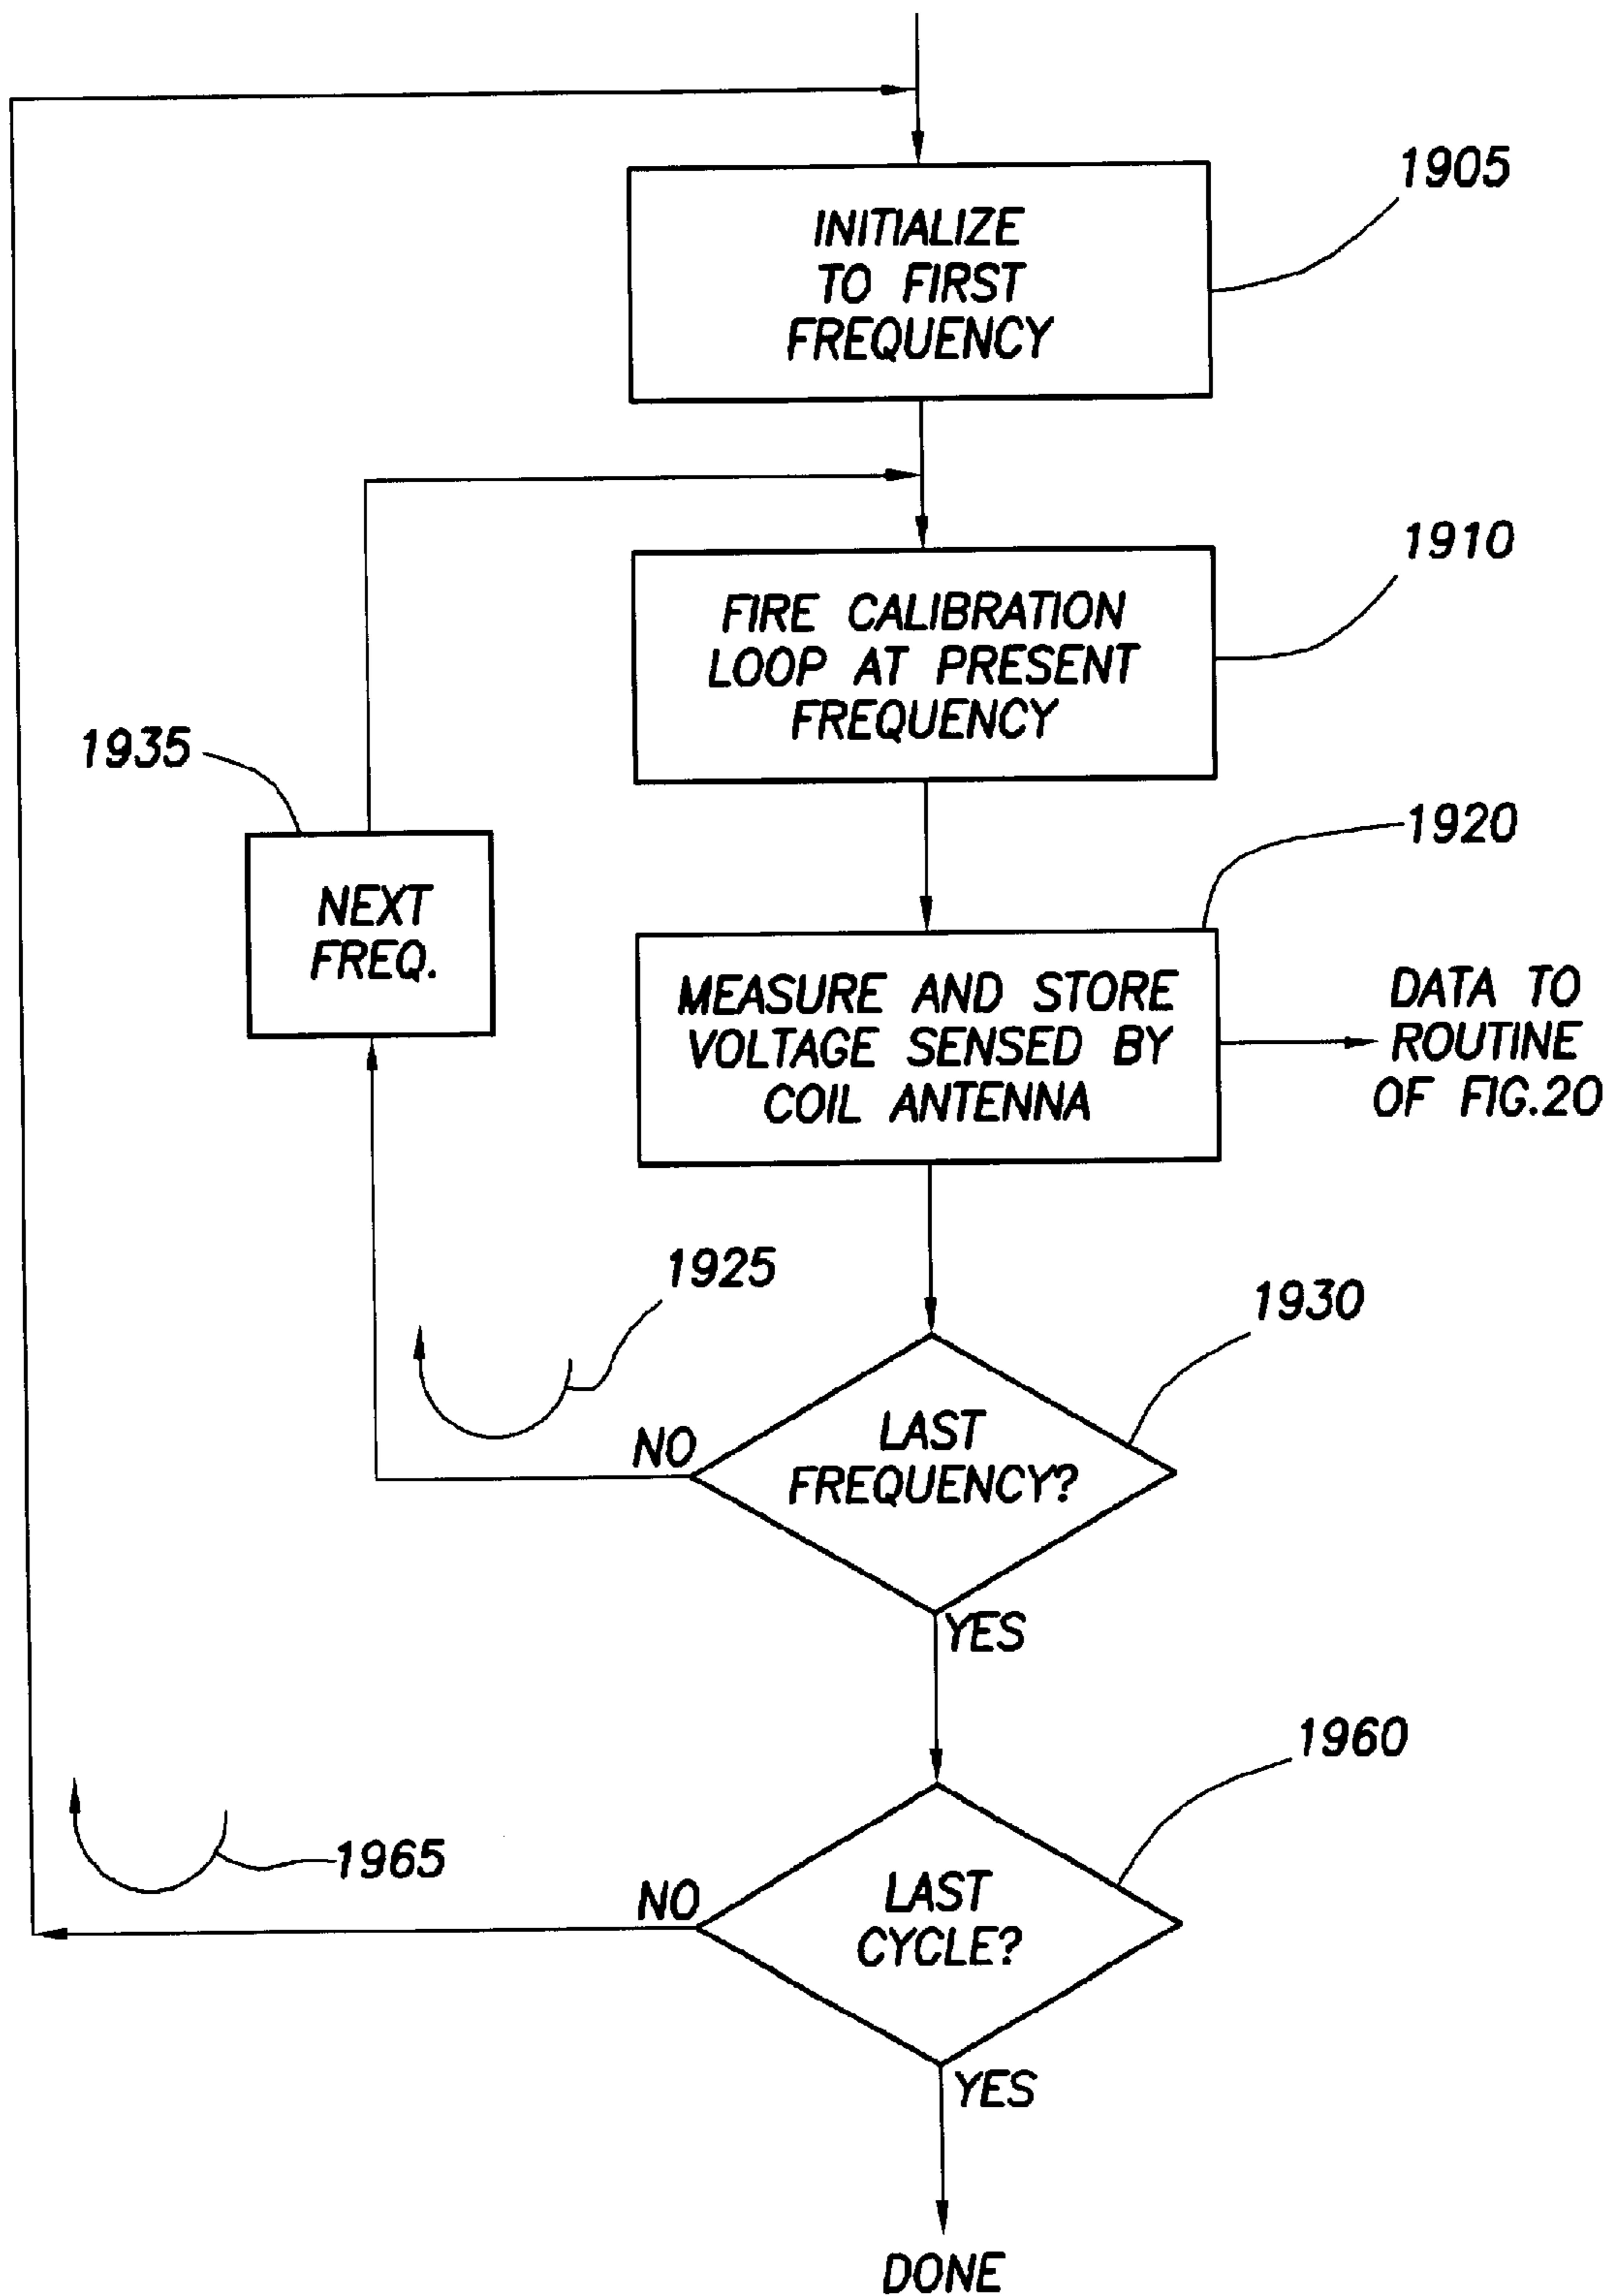 1905
INITIALIZE
TO FIRST
FREQUENCY
1910
FIRE CALIBRATION
LOOP AT PRESENT
FREQUENCY
1935
NEXT
FREQ.
1920
MEASURE AND STORE
VOLTAGE SENSED BY
COIL ANTENNA
DATA TO
ROUTINE
OF FIG.20
1925
1930
NO
LAST
FREQUENCY?
YES
1960
1965
NO
LAST
CYCLE?
YES
DONE